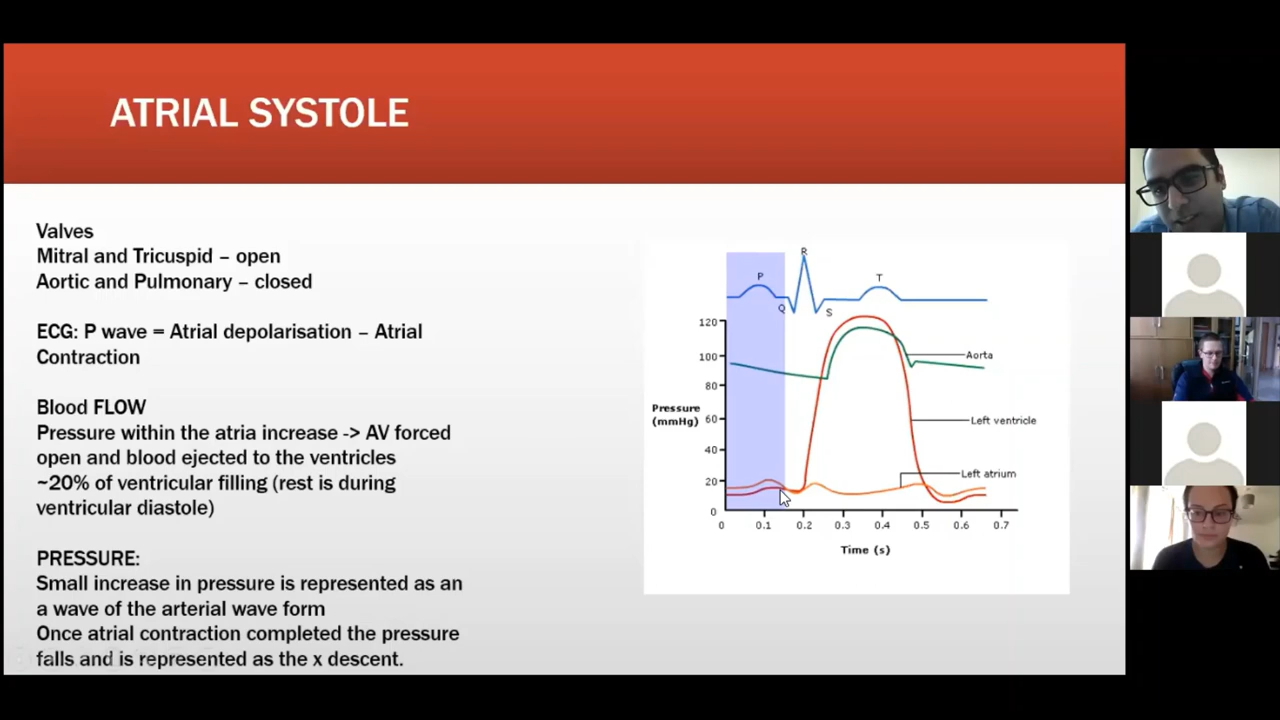 ATRIAL SYSTOLE
Valves
Mitral and Tricuspid – open
Aortic and Pulmonary – closed
ECG: P wave = Atrial depolarisation – Atrial
Contraction
Blood FLOW
Pressure within the atria increase -> AV forced
open and blood ejected to the ventricles
~20% of ventricular filling (rest is during
ventricular diastole)
PRESSURE:
Small increase in pressure is represented as an
a wave of the arterial wave form
Once atrial contraction completed the pressure
falls and is represented as the x descent.
R
P
T
Q
S
120
100
80
60
40
20
0
Pressure
(mmHg)
Aorta
Left ventricle
Left atrium
0 0.1 0.2 0.3 0.4 0.5 0.6 0.7
Time (s)